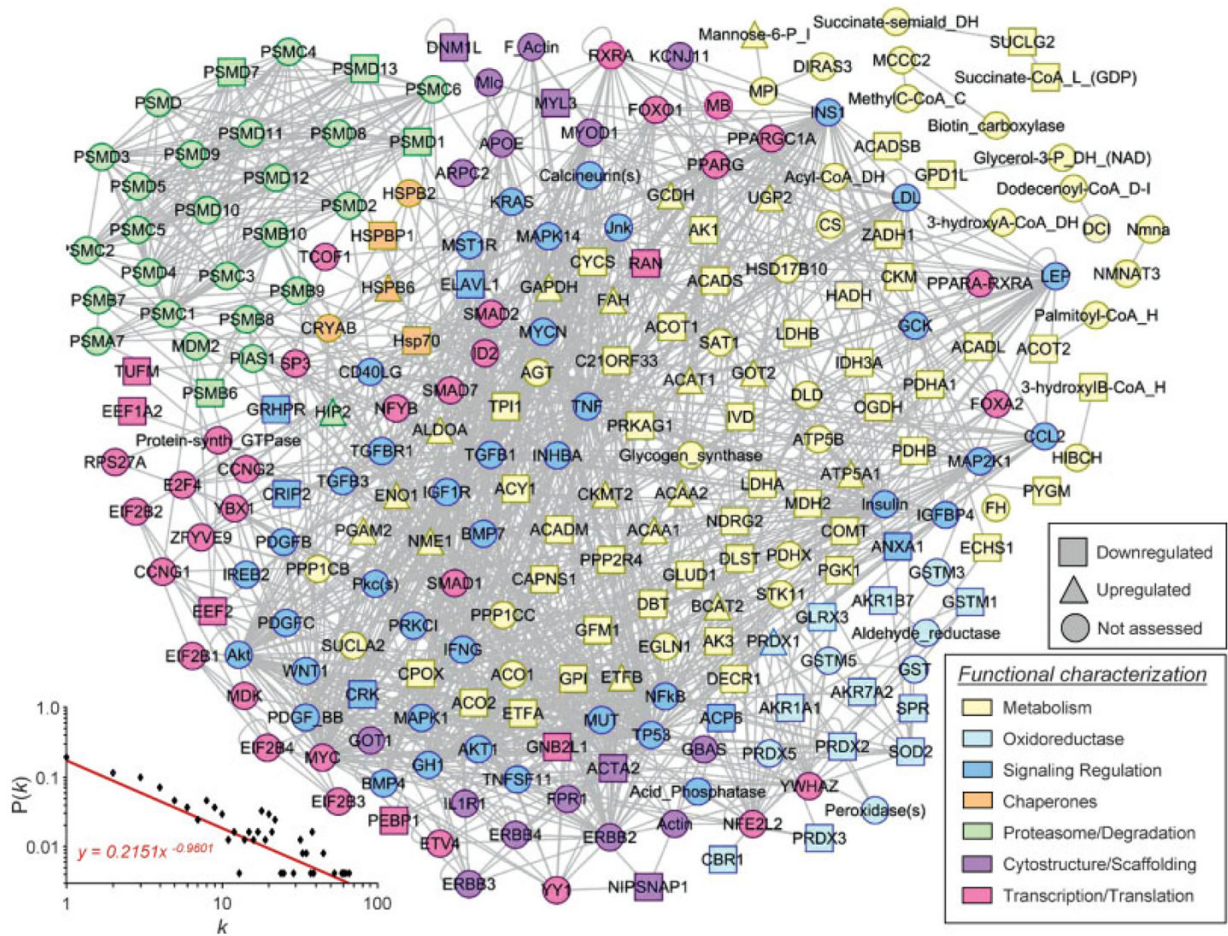 Succinate-semiald_DH
PSMC4 DNM1L F_Actin RXRA KCNJ11 Mannose-6-P_I SUCLG2
PSMD7 PSMD13 Mlc DIRAS3 MCCC2
PSMD PSMC6 MYL3 FOXO1 MB MPI MethylC-CoA_C Succinate-CoA_L_(GDP)
PSMD11 PSMD8 PSMD1 APOE MYOD1 PPARGC1A INS1 Biotin_carboxylase
PSMD3 PSMD9 ARPC2 Calcineurin(s) PPARG ACADSB Glycerol-3-P_DH_(NAD)
PSMD5 PSMD12 HSPB2 KRAS GCDH UGP2 Acyl-CoA_DH GPD1L Dodecenoyl-CoA_D-I
PSMD10 PSMD2 LDL
PSMC5 PSMB10 HSPBP1 MST1R MAPK14 Jnk AK1 CS ZADH1 3-hydroxyA-CoA_DH DCI Nmna
PSMC2 TCOF1
PSMD4 PSMC3 HSPB6 ELAVL1 CYCS RAN ACADS HSD17B10 CKM PPARA-RXRA LEP NMNAT3
PSMB7 PSMC1 PSMB9 GAPDH FAH HADH
PSMA7 PSMB8 CRYAB Hsp70 SMAD2 MYCN ACOT1 SAT1 LDHB GCK Palmitoyl-CoA_H
MDM2 PIAS1 SP3 ID2 C21ORF33 IDH3A ACADL ACOT2
TUFM CD40LG AGT ACAT1 GOT2 PDHA1 3-hydroxyIB-CoA_H
EEF1A2 PSMB6 GRHPR HIP2 NFYB SMAD7 TPI1 TNF IVD DLD OGDH FOXA2
Protein-synth_GTPase ALDOA PRKAG1 ATP5B CCL2
RPS27A CCNG2 TGFBR1 TGFB1 INHBA Glycogen_synthase PDHB MAP2K1 HIBCH
E2F4 CRIP2 TGFB3 ENO1 IGF1R ACY1 CKMT2 ACAA2 LDHA ATP5A1 PYGM
EIF2B2 YBX1 MDH2 Insulin IGFBP4 FH
ZFYVE9 PDGFB PGAM2 NME1 BMP7 ACADM ACAA1 NDRG2 COMT ANXA1 ECHS1
CCNG1 IREB2 PPP1CB Pkc(s) SMAD1 CAPNS1 PPP2R4 GLUD1 DLST PDHX PGK1 GSTM3
EEF2 PPP1CC DBT BCAT2 STK11 AKR1B7 GSTM1
PDGFC PRKCI GFM1 AK3 GLRX3
EIF2B1 Akt SUCLA2 IFNG EGLN1 PRDX1 Aldehyde_reductase
WNT1 CPOX ACO1 GPI ETFB DECR1 GSTM5 GST
MDK CRK ACO2 NFkB AKR7A2
PDGF_BB MAPK1 ETFA MUT ACP6 AKR1A1 SPR
GOT1 TP53
EIF2B4 MYC AKT1 GNB2L1 GBAS PRDX5 PRDX2 SOD2
GH1 ACTA2
BMP4 TNFSF11 Acid_Phosphatase YWHAZ
EIF2B3 IL1R1 FPR1 Peroxidase(s)
PEBP1 ERBB4 ERBB2 Actin NFE2L2 PRDX3
ETV4 CBR1
ERBB3 YY1 NIPSNAP1
Downregulated
Upregulated
Not assessed
Functional characterization
Metabolism
Oxidoreductase
Signaling Regulation
Chaperones
Proteasome/Degradation
Cytostructure/Scaffolding
Transcription/Translation
P(k)
1.0
0.1
0.01
y = 0.2151x -0.9601
1 10 100
k